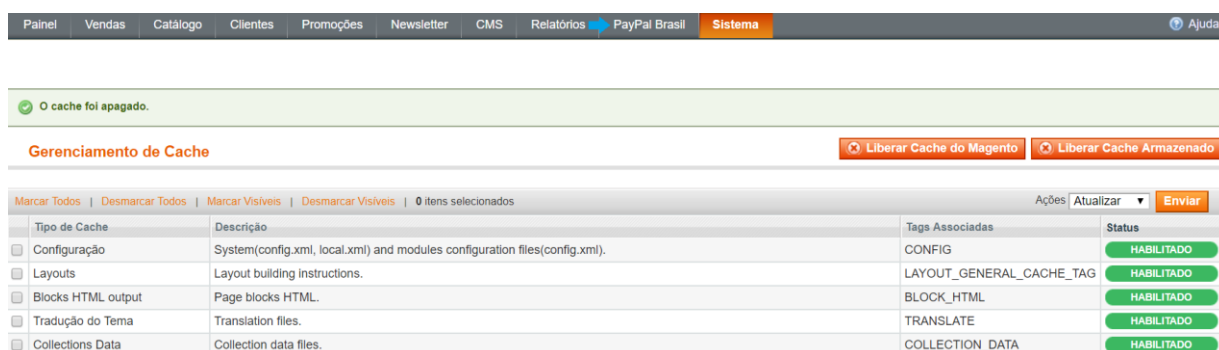 Painel Vendas Catálogo Clientes Promoções Newsletter CMS Relatórios PayPal Brasil Sistema Ajuda
O cache foi apagado.
Gerenciamento de Cache Liberar Cache do Magento Liberar Cache Armazenado
Marcar Todos | Desmarcar Todos | Marcar Visíveis | Desmarcar Visíveis | 0 itens selecionados Ações Atualizar Enviar
Tipo de Cache Descrição Tags Associadas Status
Configuração System(config.xml, local.xml) and modules configuration files(config.xml). CONFIG HABILITADO
Layouts Layout building instructions. LAYOUT_GENERAL_CACHE_TAG HABILITADO
Blocks HTML output Page blocks HTML. BLOCK_HTML HABILITADO
Tradução do Tema Translation files. TRANSLATE HABILITADO
Collections Data Collection data files. COLLECTION_DATA HABILITADO